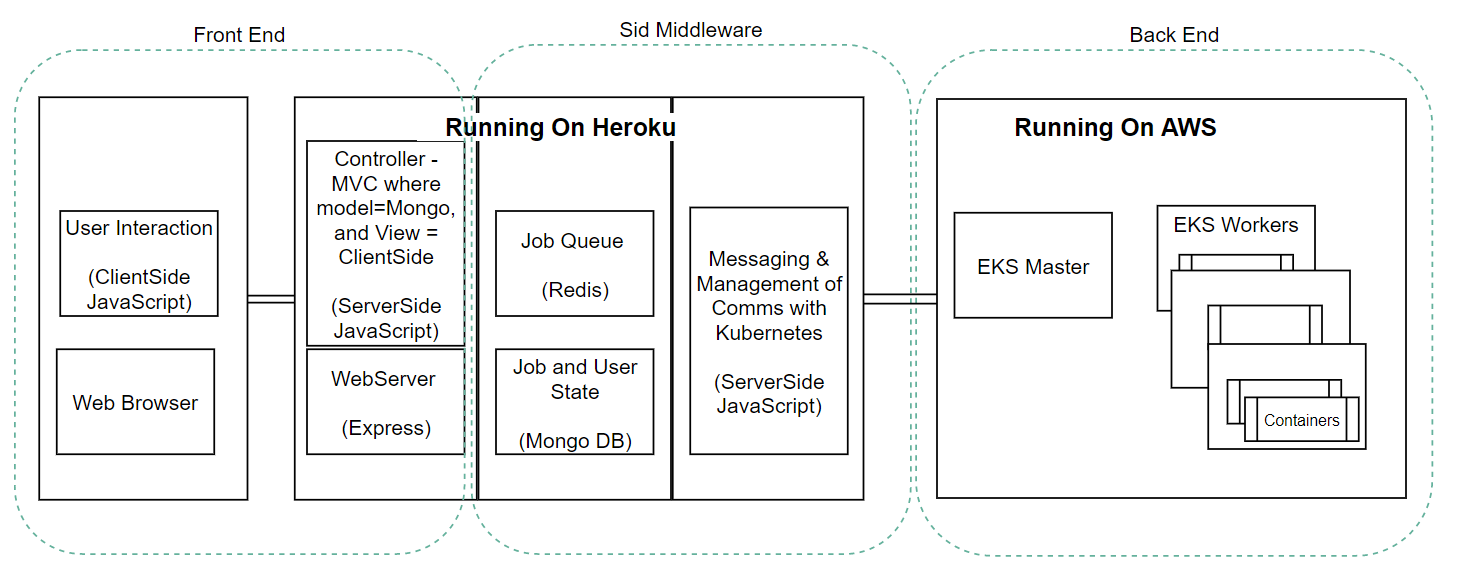 Front End
Sid Middleware
Back End
Running On Heroku
Running On AWS
User Interaction
(ClientSide
JavaScript)
Web Browser
Controller -
MVC where
model=Mongo,
and View =
ClientSide
(ServerSide
JavaScript)
WebServer
(Express)
Job Queue
(Redis)
Job and User
State
(Mongo DB)
Messaging &
Management of
Comms with
Kubernetes
(ServerSide
JavaScript)
EKS Master
EKS Workers
Containers